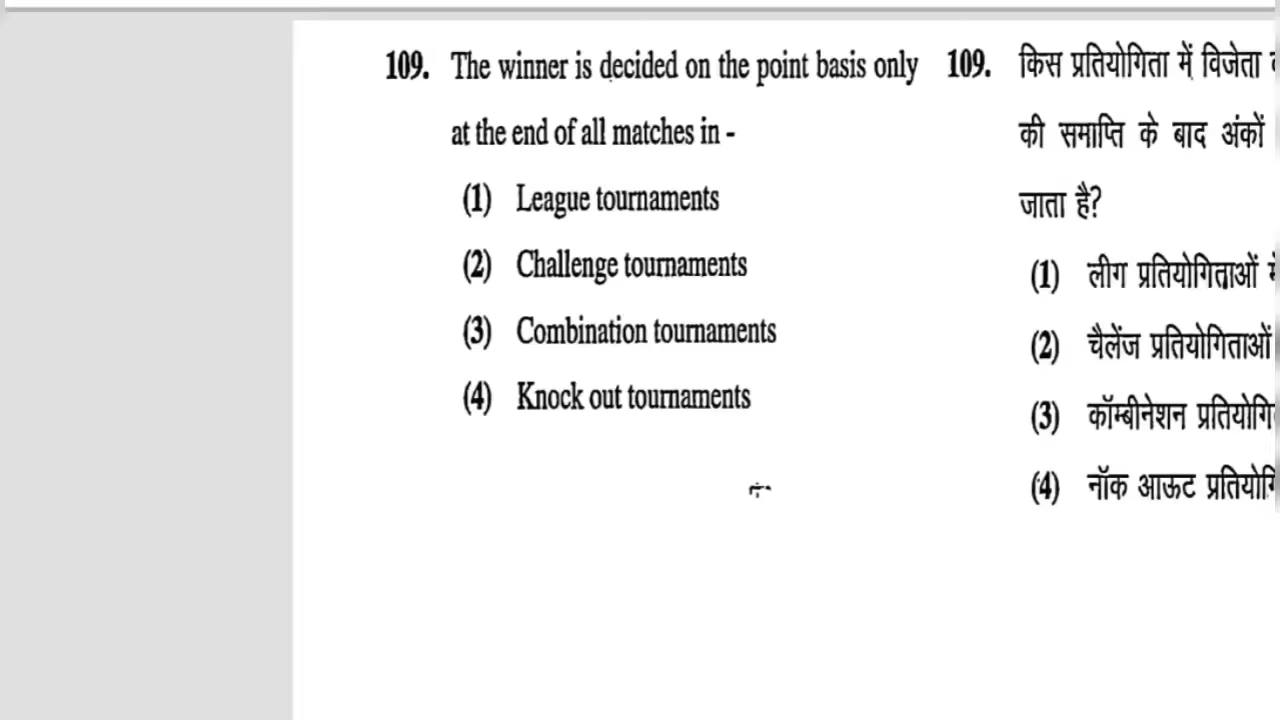 109. The winner is decided on the point basis only
at the end of all matches in -
(1) League tournaments
(2) Challenge tournaments
(3) Combination tournaments
(4) Knock out tournaments
109. किस प्रतियोगिता में विजेता
की समाप्ति के बाद अंकों
जाता है?
(1) लीग प्रतियोगिताओं
(2) चैलेंज प्रतियोगिताओं
(3) कॉम्बीनेशन
(4) नॉक आऊट